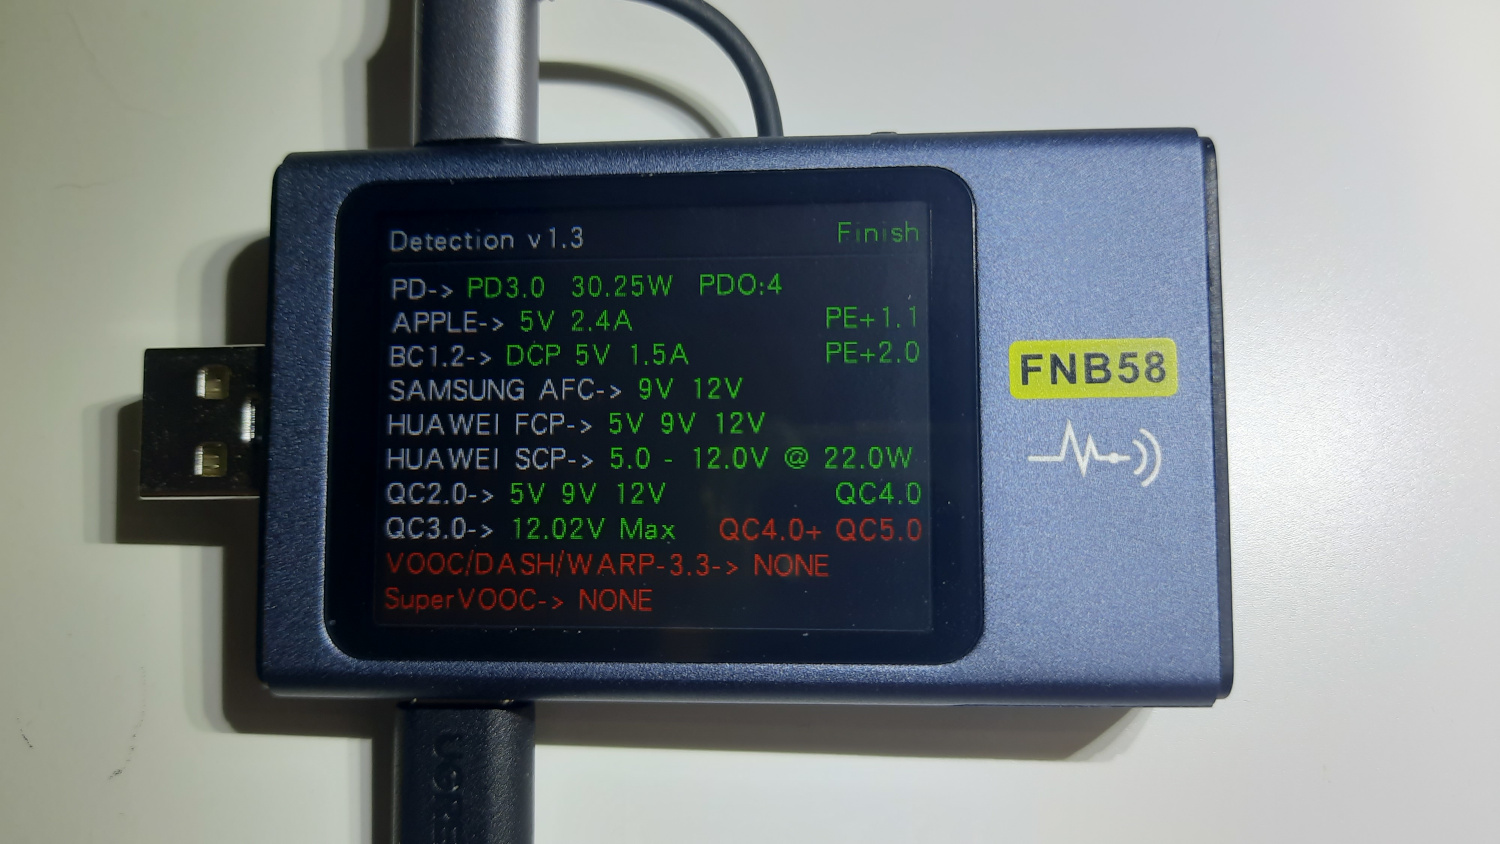 Detection v1.3 Finish
PD-> PD3.0 30.25W PDO:4
APPLE-> 5V 2.4A PE+1.1
BC1.2-> DCP 5V 1.5A PE+2.0
SAMSUNG AFC-> 9V 12V
HUAWEI FCP-> 5V 9V 12V
HUAWEI SCP-> 5.0 - 12.0V @ 22.0W
QC2.0-> 5V 9V 12V QC4.0
QC3.0-> 12.02V Max QC4.0+ QC5.0
VOOC/DASH/WARP-3.3-> NONE
SuperVOOC-> NONE
FNB58